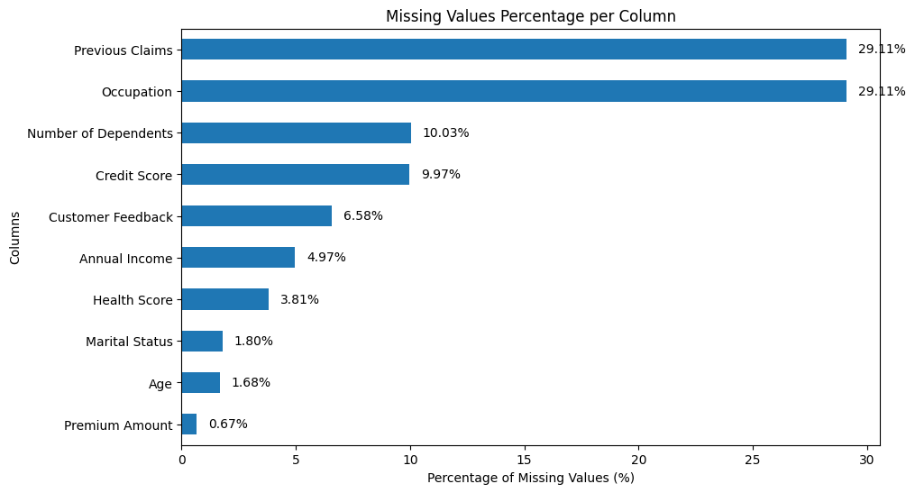 Missing Values Percentage per Column
Previous Claims 29.11%
Occupation 29.11%
Number of Dependents 10.03%
Credit Score 9.97%
Customer Feedback 6.58%
Annual Income 4.97%
Health Score 3.81%
Marital Status 1.80%
Age 1.68%
Premium Amount 0.67%
Columns
0 5 10 15 20 25 30
Percentage of Missing Values (%)